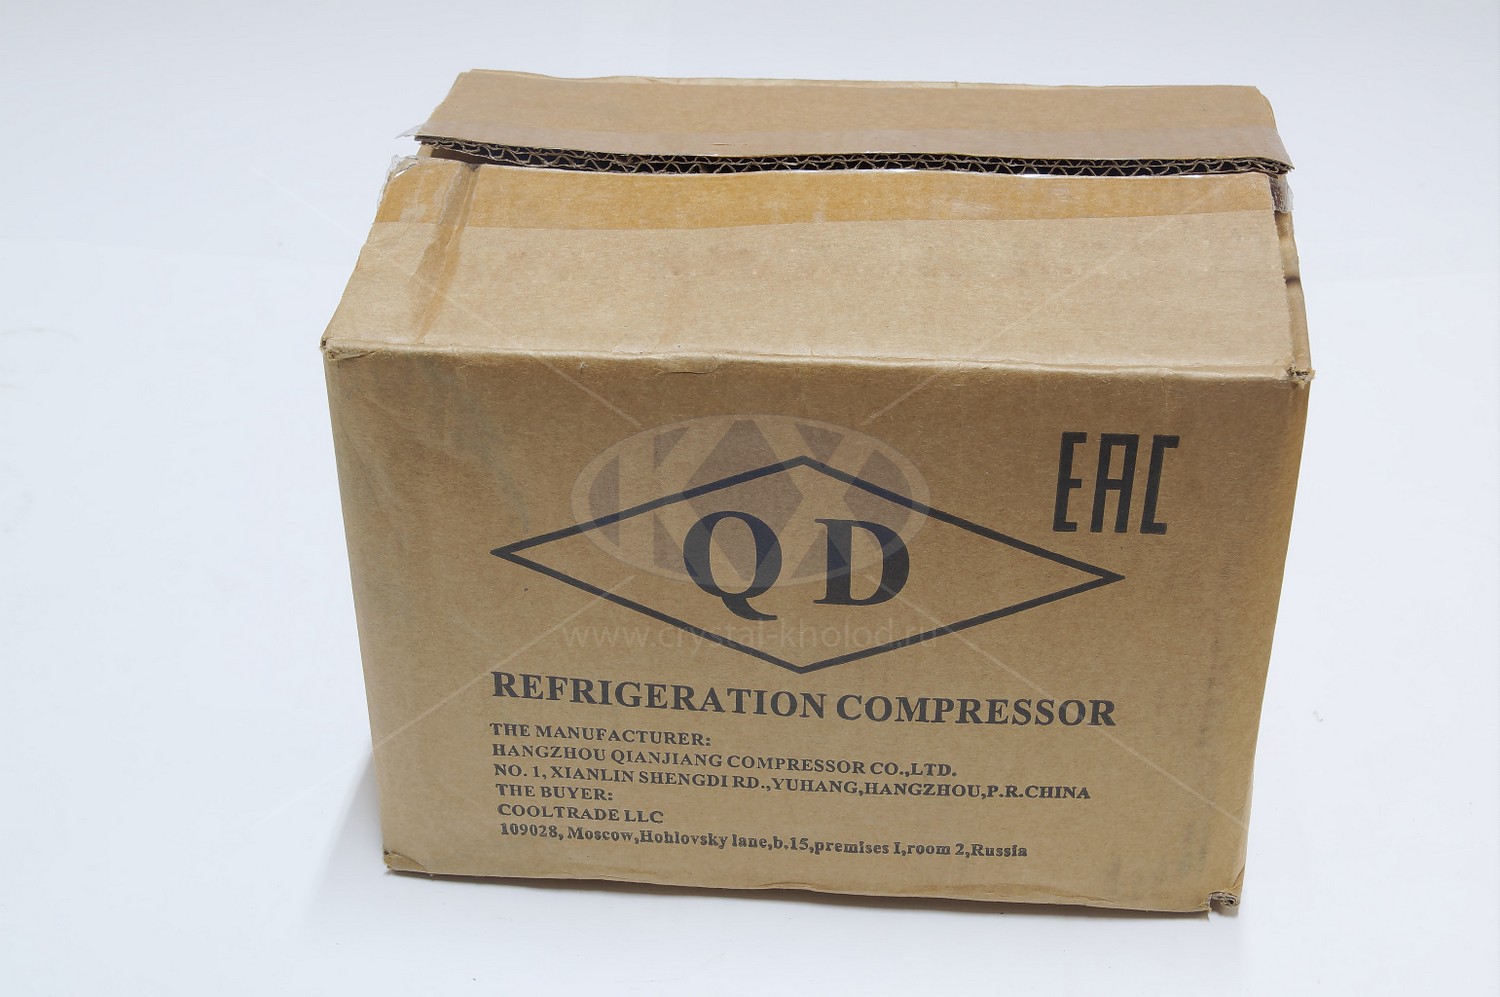 EAC
QD
KX
www.crystal-kholod.ru
REFRIGERATION COMPRESSOR
THE MANUFACTURER:
HANGZHOU QIANJIANG COMPRESSOR CO.,LTD.
NO. 1, XIANLIN SHENGDI RD.,YUHANG,HANGZHOU,P.R.CHINA
THE BUYER:
COOLTRADE LLC
109028, Moscow,Hohlovsky lane,b.15,premises I,room 2,Russia